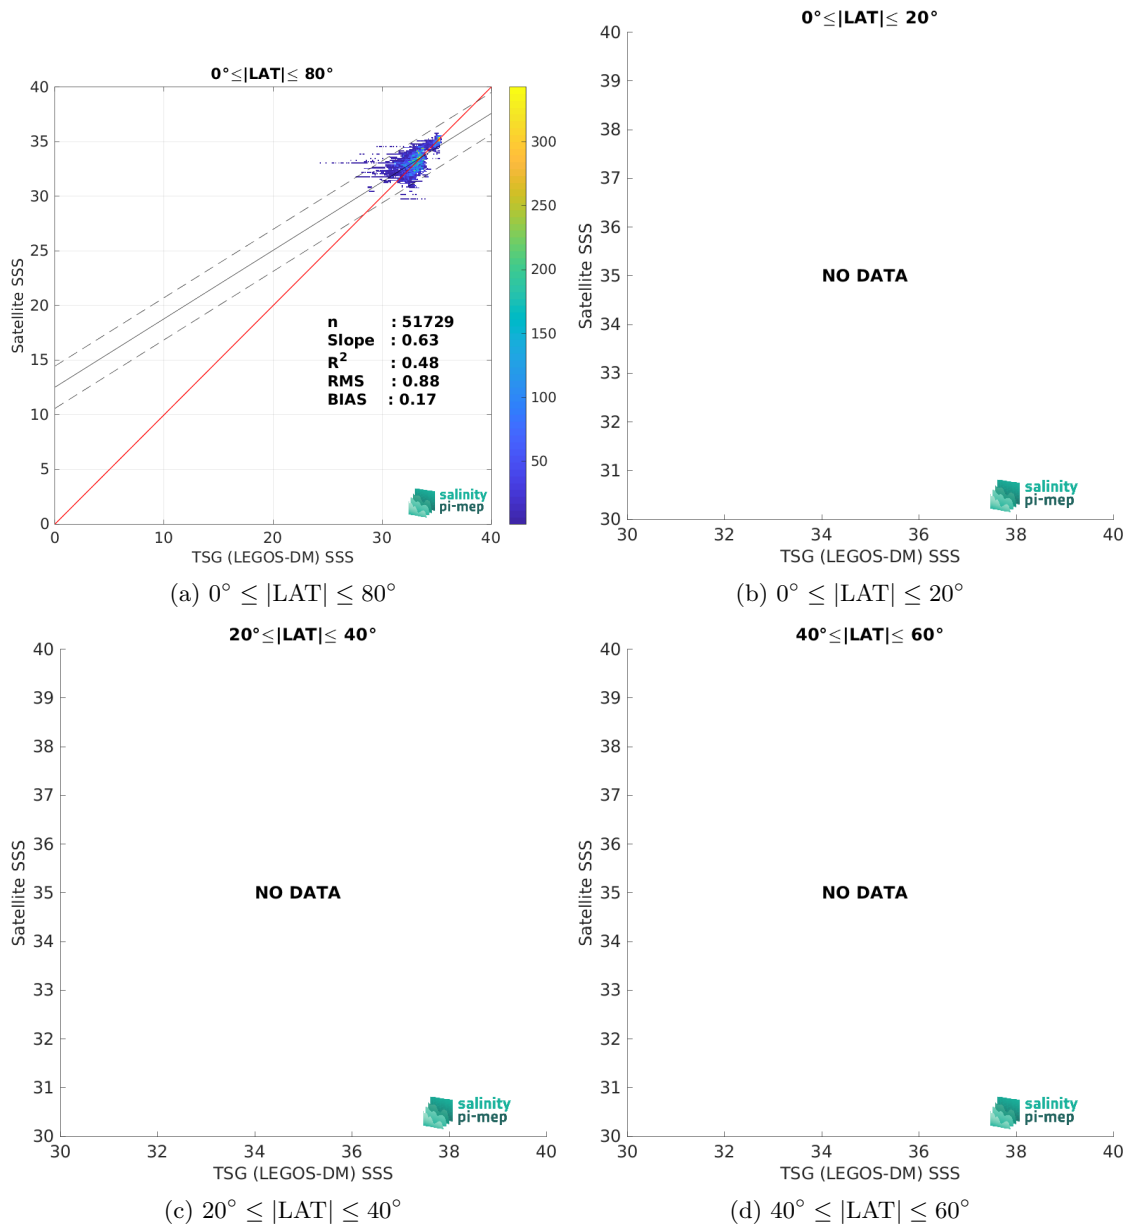 0°≤|LAT|≤ 80°
40
35
30
25
20
15
10
5
0
Satellite SSS
0
10
20
30
40
TSG (LEGOS-DM) SSS
300
250
200
150
100
50
n : 51729
Slope : 0.63
R² : 0.48
RMS : 0.88
BIAS : 0.17
salinity
pi-mep
(a) 0° ≤ |LAT| ≤ 80°
0°≤|LAT|≤ 20°
40
39
38
37
36
35
34
33
32
31
30
Satellite SSS
NO DATA
salinity
pi-mep
30
32
34
36
38
40
TSG (LEGOS-DM) SSS
(b) 0° ≤ |LAT| ≤ 20°
20°≤|LAT|≤ 40°
40
39
38
37
36
35
34
33
32
31
30
Satellite SSS
NO DATA
salinity
pi-mep
30
32
34
36
38
40
TSG (LEGOS-DM) SSS
(c) 20° ≤ |LAT| ≤ 40°
40°≤|LAT|≤ 60°
40
39
38
37
36
35
34
33
32
31
30
Satellite SSS
NO DATA
salinity
pi-mep
30
32
34
36
38
40
TSG (LEGOS-DM) SSS
(d) 40° ≤ |LAT| ≤ 60°